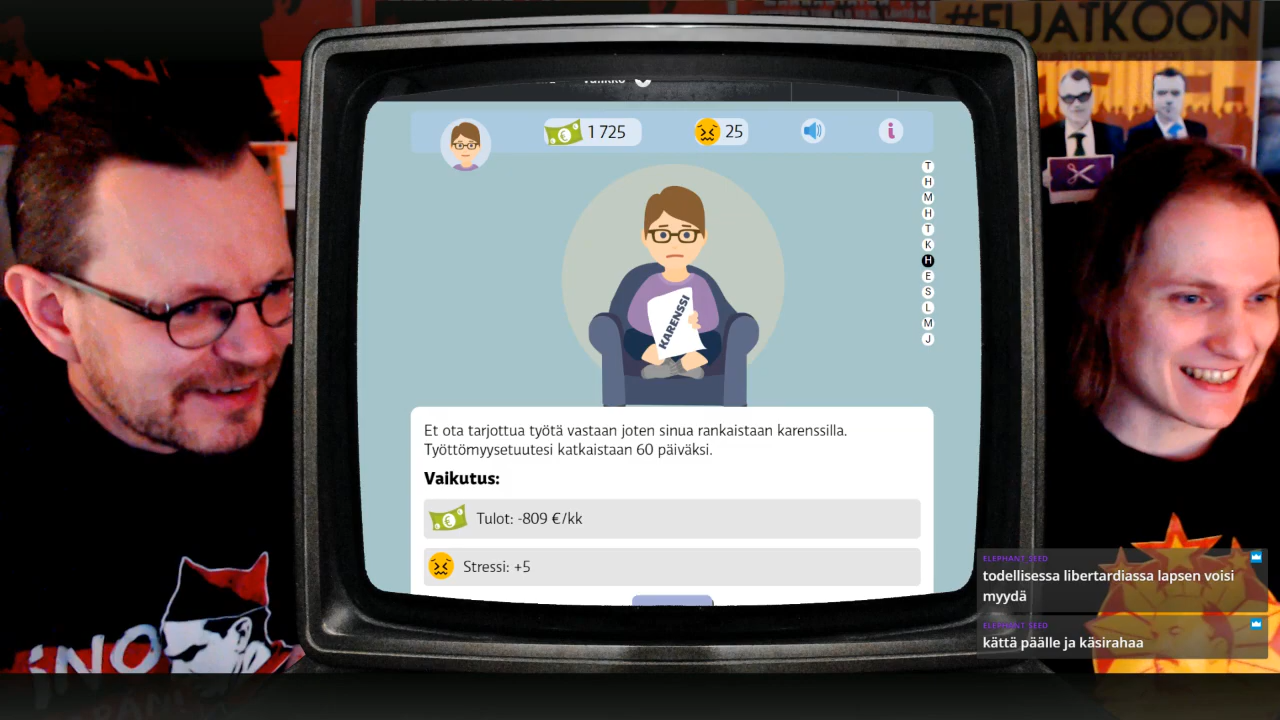 #EIJATKOON
Valikko
1 725
25
i
T
H
M
H
T
K
H
E
S
L
M
J
KARENSSI
Et ota tarjottua työtä vastaan joten sinua rankaistaan karenssilla.
Työttömyysetuutesi katkaistaan 60 päiväksi.
Vaikutus:
Tulot: -809 €/kk
Stressi: +5
ELEPHANT SEED
todellisessa libertardiassa lapsen voisi
myydä
ELEPHANT SEED
kättä päälle ja käsirahaa